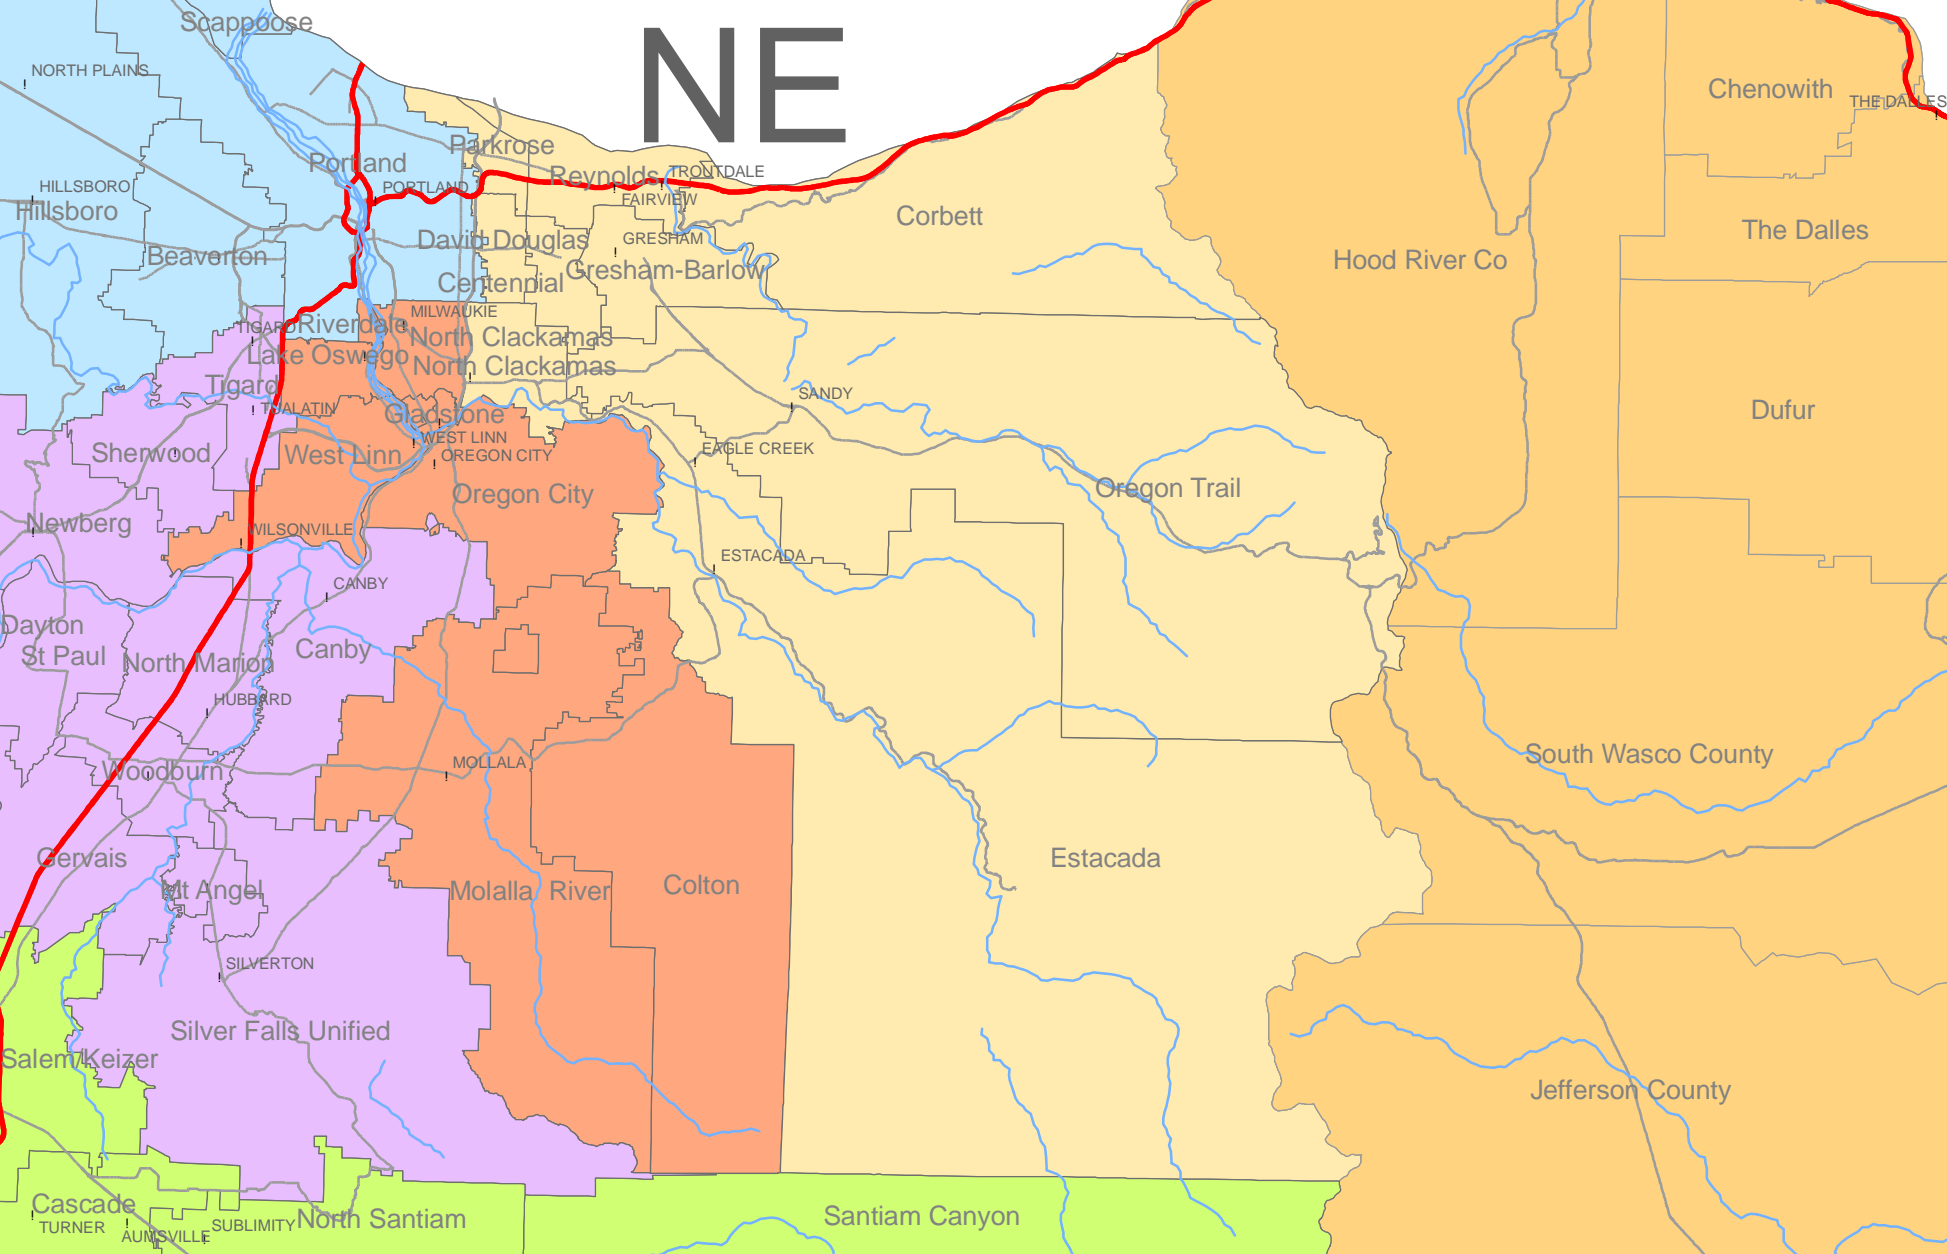 NE
Scappoose
NORTH PLAINS
Chenowith
THE DALLES
Parkrose
Portland
Reynolds
TROUTDALE
HILLSBORO
PORTLAND
FAIRVIEW
Hillsboro
Corbett
The Dalles
David Douglas
GRESHAM
Beaverton
Hood River Co
Gresham-Barlow
Centennial
MILWAUKIE
TIGARD
Riverdale
North Clackamas
Lake Oswego
North Clackamas
Tigard
SANDY
TUALATIN
Gladstone
Dufur
WEST LINN
Sherwood
West Linn
OREGON CITY
EAGLE CREEK
Oregon City
Oregon Trail
Newberg
WILSONVILLE
ESTACADA
CANBY
Dayton
St Paul
Canby
North Marion
HUBBARD
South Wasco County
Woodburn
MOLLALA
Gervais
Estacada
Mt Angel
Molalla River
Colton
SILVERTON
Silver Falls Unified
Salem/Keizer
Jefferson County
Cascade
North Santiam
Santiam Canyon
TURNER
SUBLIMITY
AUMSVILLE